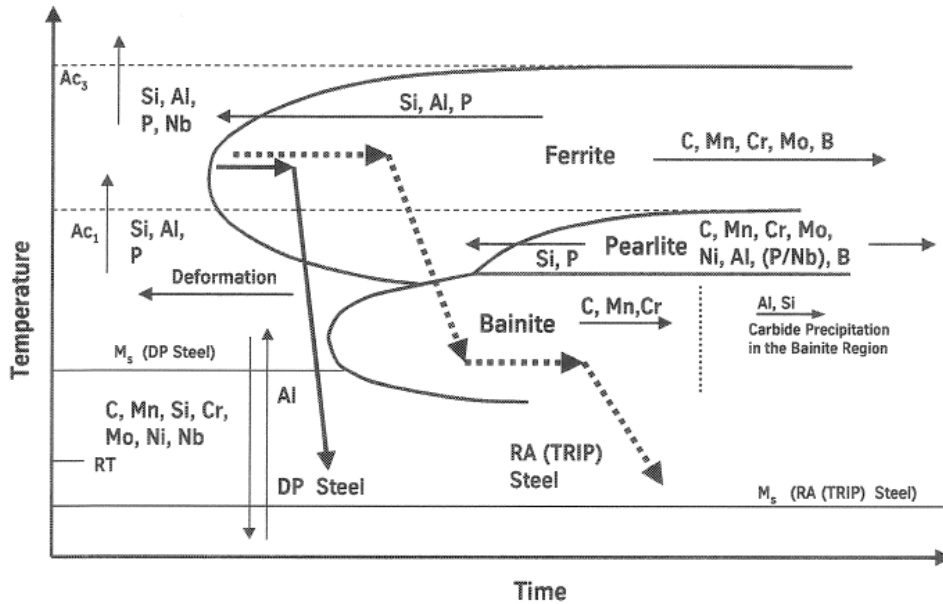 Ac3
Si, Al,
P, Nb
Si, Al, P
Ferrite
C, Mn, Cr, Mo, B
Ac1
Si, Al,
P
Deformation
Si, P
Pearlite
C, Mn, Cr, Mo,
Ni, Al, (P/Nb), B
Bainite
C, Mn,Cr
Al, Si
Carbide Precipitation
in the Bainite Region
Ms (DP Steel)
C, Mn, Si, Cr,
Mo, Ni, Nb
Al
RT
DP Steel
RA (TRIP)
Steel
Ms (RA (TRIP) Steel)
Temperature
Time